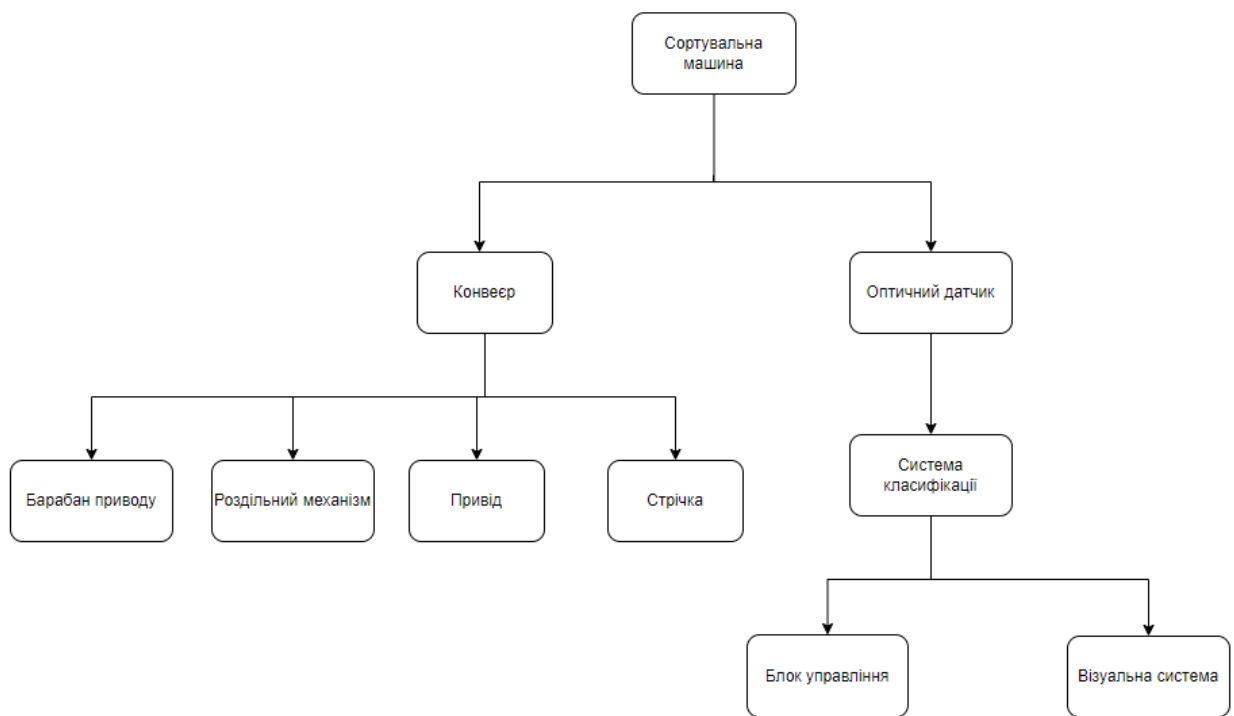 Сортувальна
машина
Конвеєр
Оптичний датчик
Барабан приводу
Роздільний механізм
Привід
Стрічка
Система
класифікації
Блок управління
Візуальна система